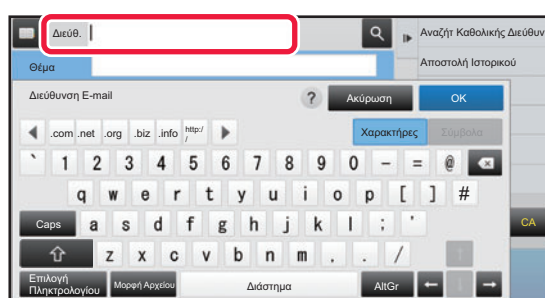 Διεύθ.
Αναζήτ Καθολικής Διεύθυν
Θέμα
Αποστολή Ιστορικού
Διεύθυνση E-mail ? Ακύρωση OK
.com .net .org .biz .info http:/
/
Χαρακτήρες Σύμβολα
` 1 2 3 4 5 6 7 8 9 0 - = @
q w e r t y u i o p [ ] #
Caps a s d f g h j k l ; '
CA
z x c v b n m , . /
Επιλογή
Πληκτρολογίου Μορφή Αρχείου Διάστημα AltGr